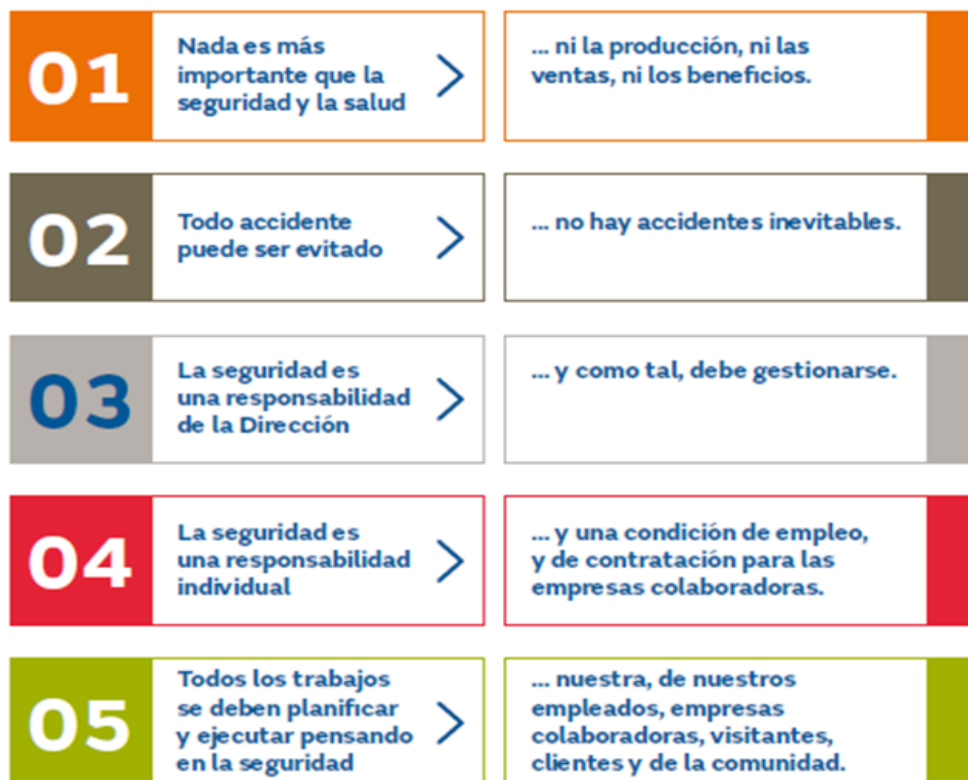 01
Nada es más
importante que la
seguridad y la salud
... ni la producción, ni las
ventas, ni los beneficios.
02
Todo accidente
puede ser evitado
... no hay accidentes inevitables.
03
La seguridad es
una responsabilidad
de la Dirección
... y como tal, debe gestionarse.
04
La seguridad es
una responsabilidad
individual
... y una condición de empleo,
y de contratación para las
empresas colaboradoras.
05
Todos los trabajos
se deben planificar
y ejecutar pensando
en la seguridad
... nuestra, de nuestros
empleados, empresas
colaboradoras, visitantes,
clientes y de la comunidad.